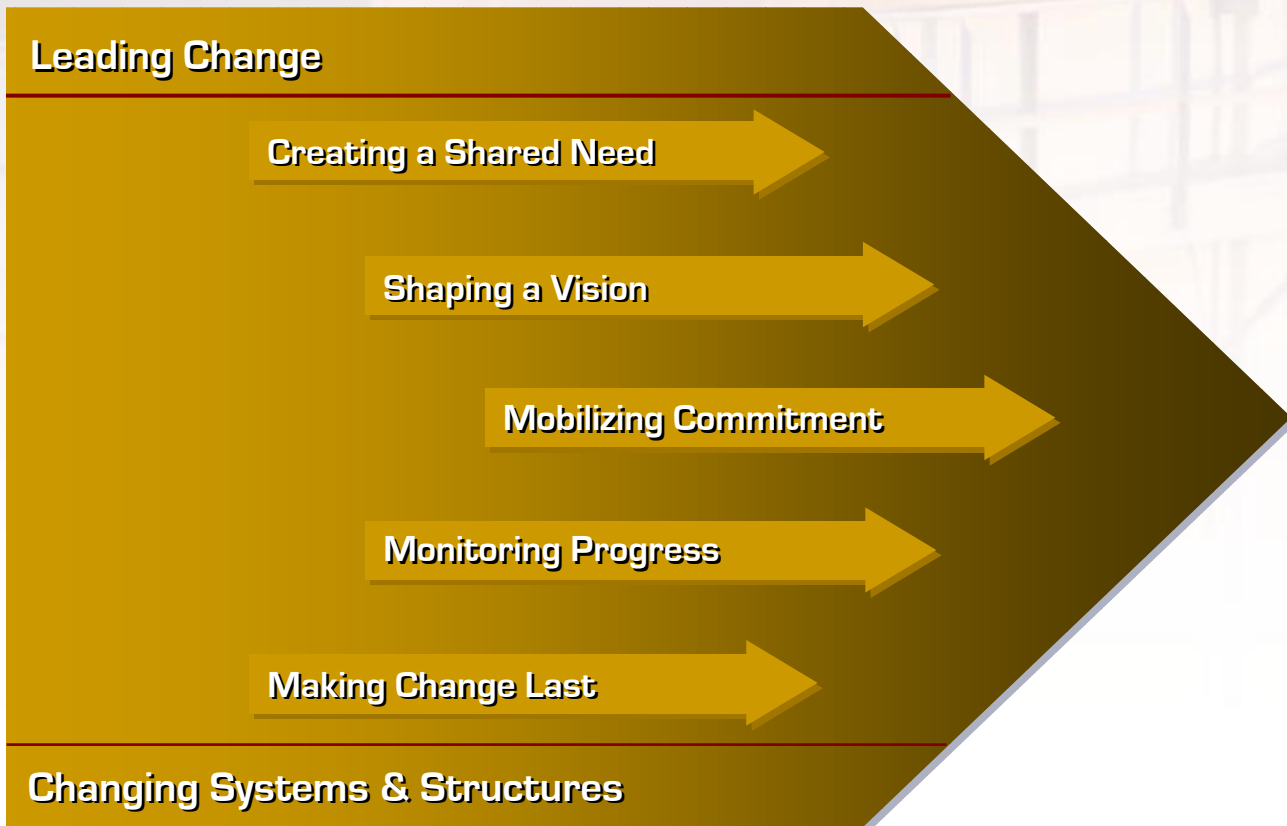 Leading Change
Creating a Shared Need
Shaping a Vision
Mobilizing Commitment
Monitoring Progress
Making Change Last
Changing Systems & Structures